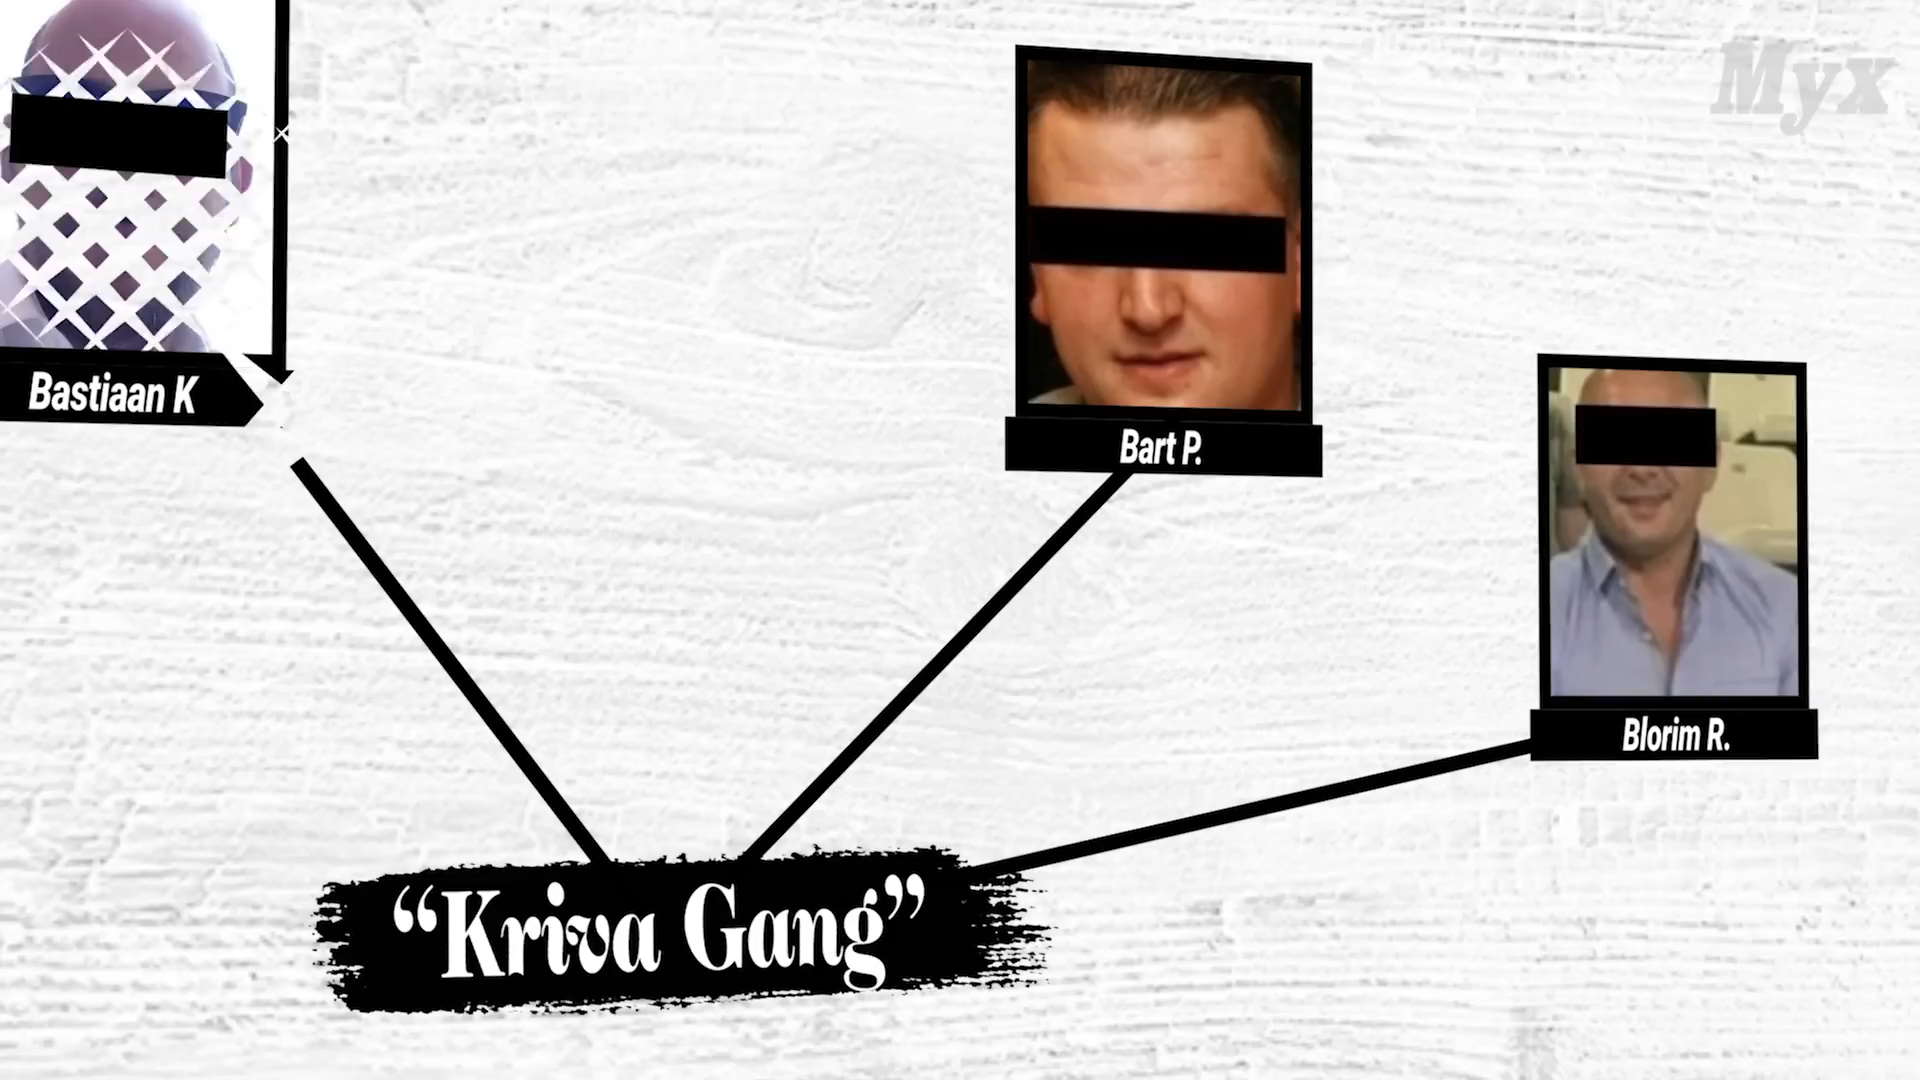 Myx
Bastiaan K
Bart P.
Blorim R.
“Kriva Gang”